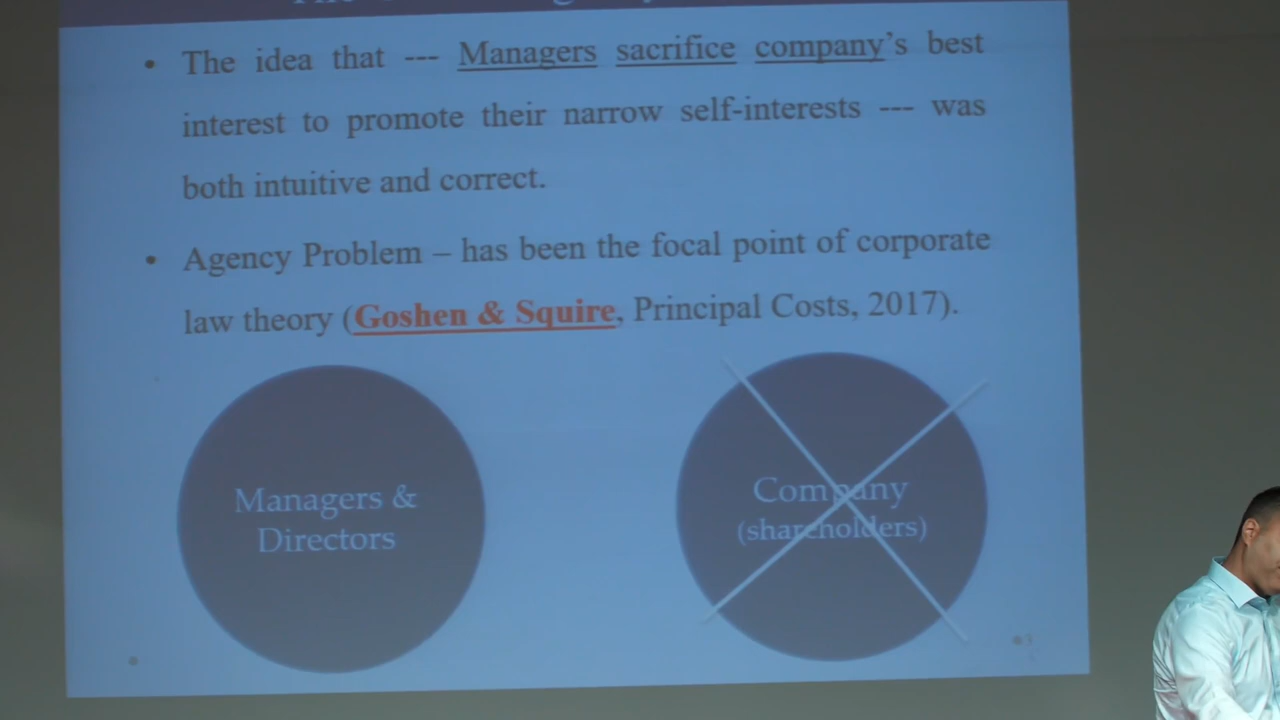 The idea that --- Managers sacrifice company's best
interest to promote their narrow self-interests --- was
both intuitive and correct.
Agency Problem – has been the focal point of corporate
law theory (Goshen & Squire, Principal Costs, 2017).
Managers &
Directors
Company
(shareholders)